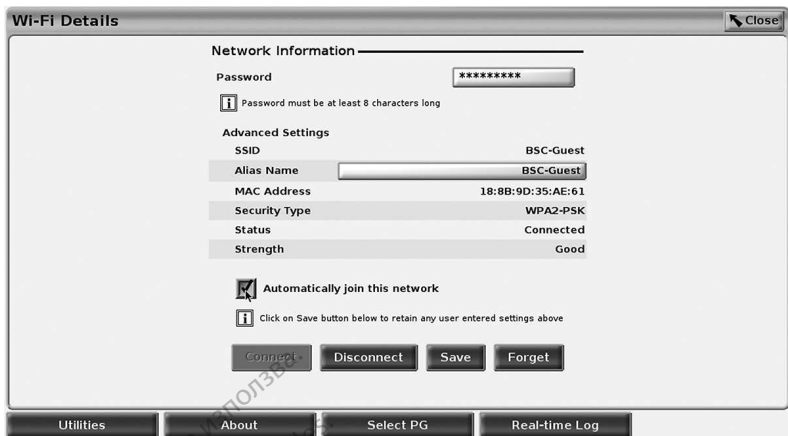 Wi-Fi Details
Close
Network Information
Password *********
i Password must be at least 8 characters long
Advanced Settings
SSID BSC-Guest
Alias Name BSC-Guest
MAC Address 18:8B:9D:35:AE:61
Security Type WPA2-PSK
Status Connected
Strength Good
Automatically join this network
i Click on Save button below to retain any user entered settings above
Connect Disconnect Save Forget
Utilities About Select PG Real-time Log